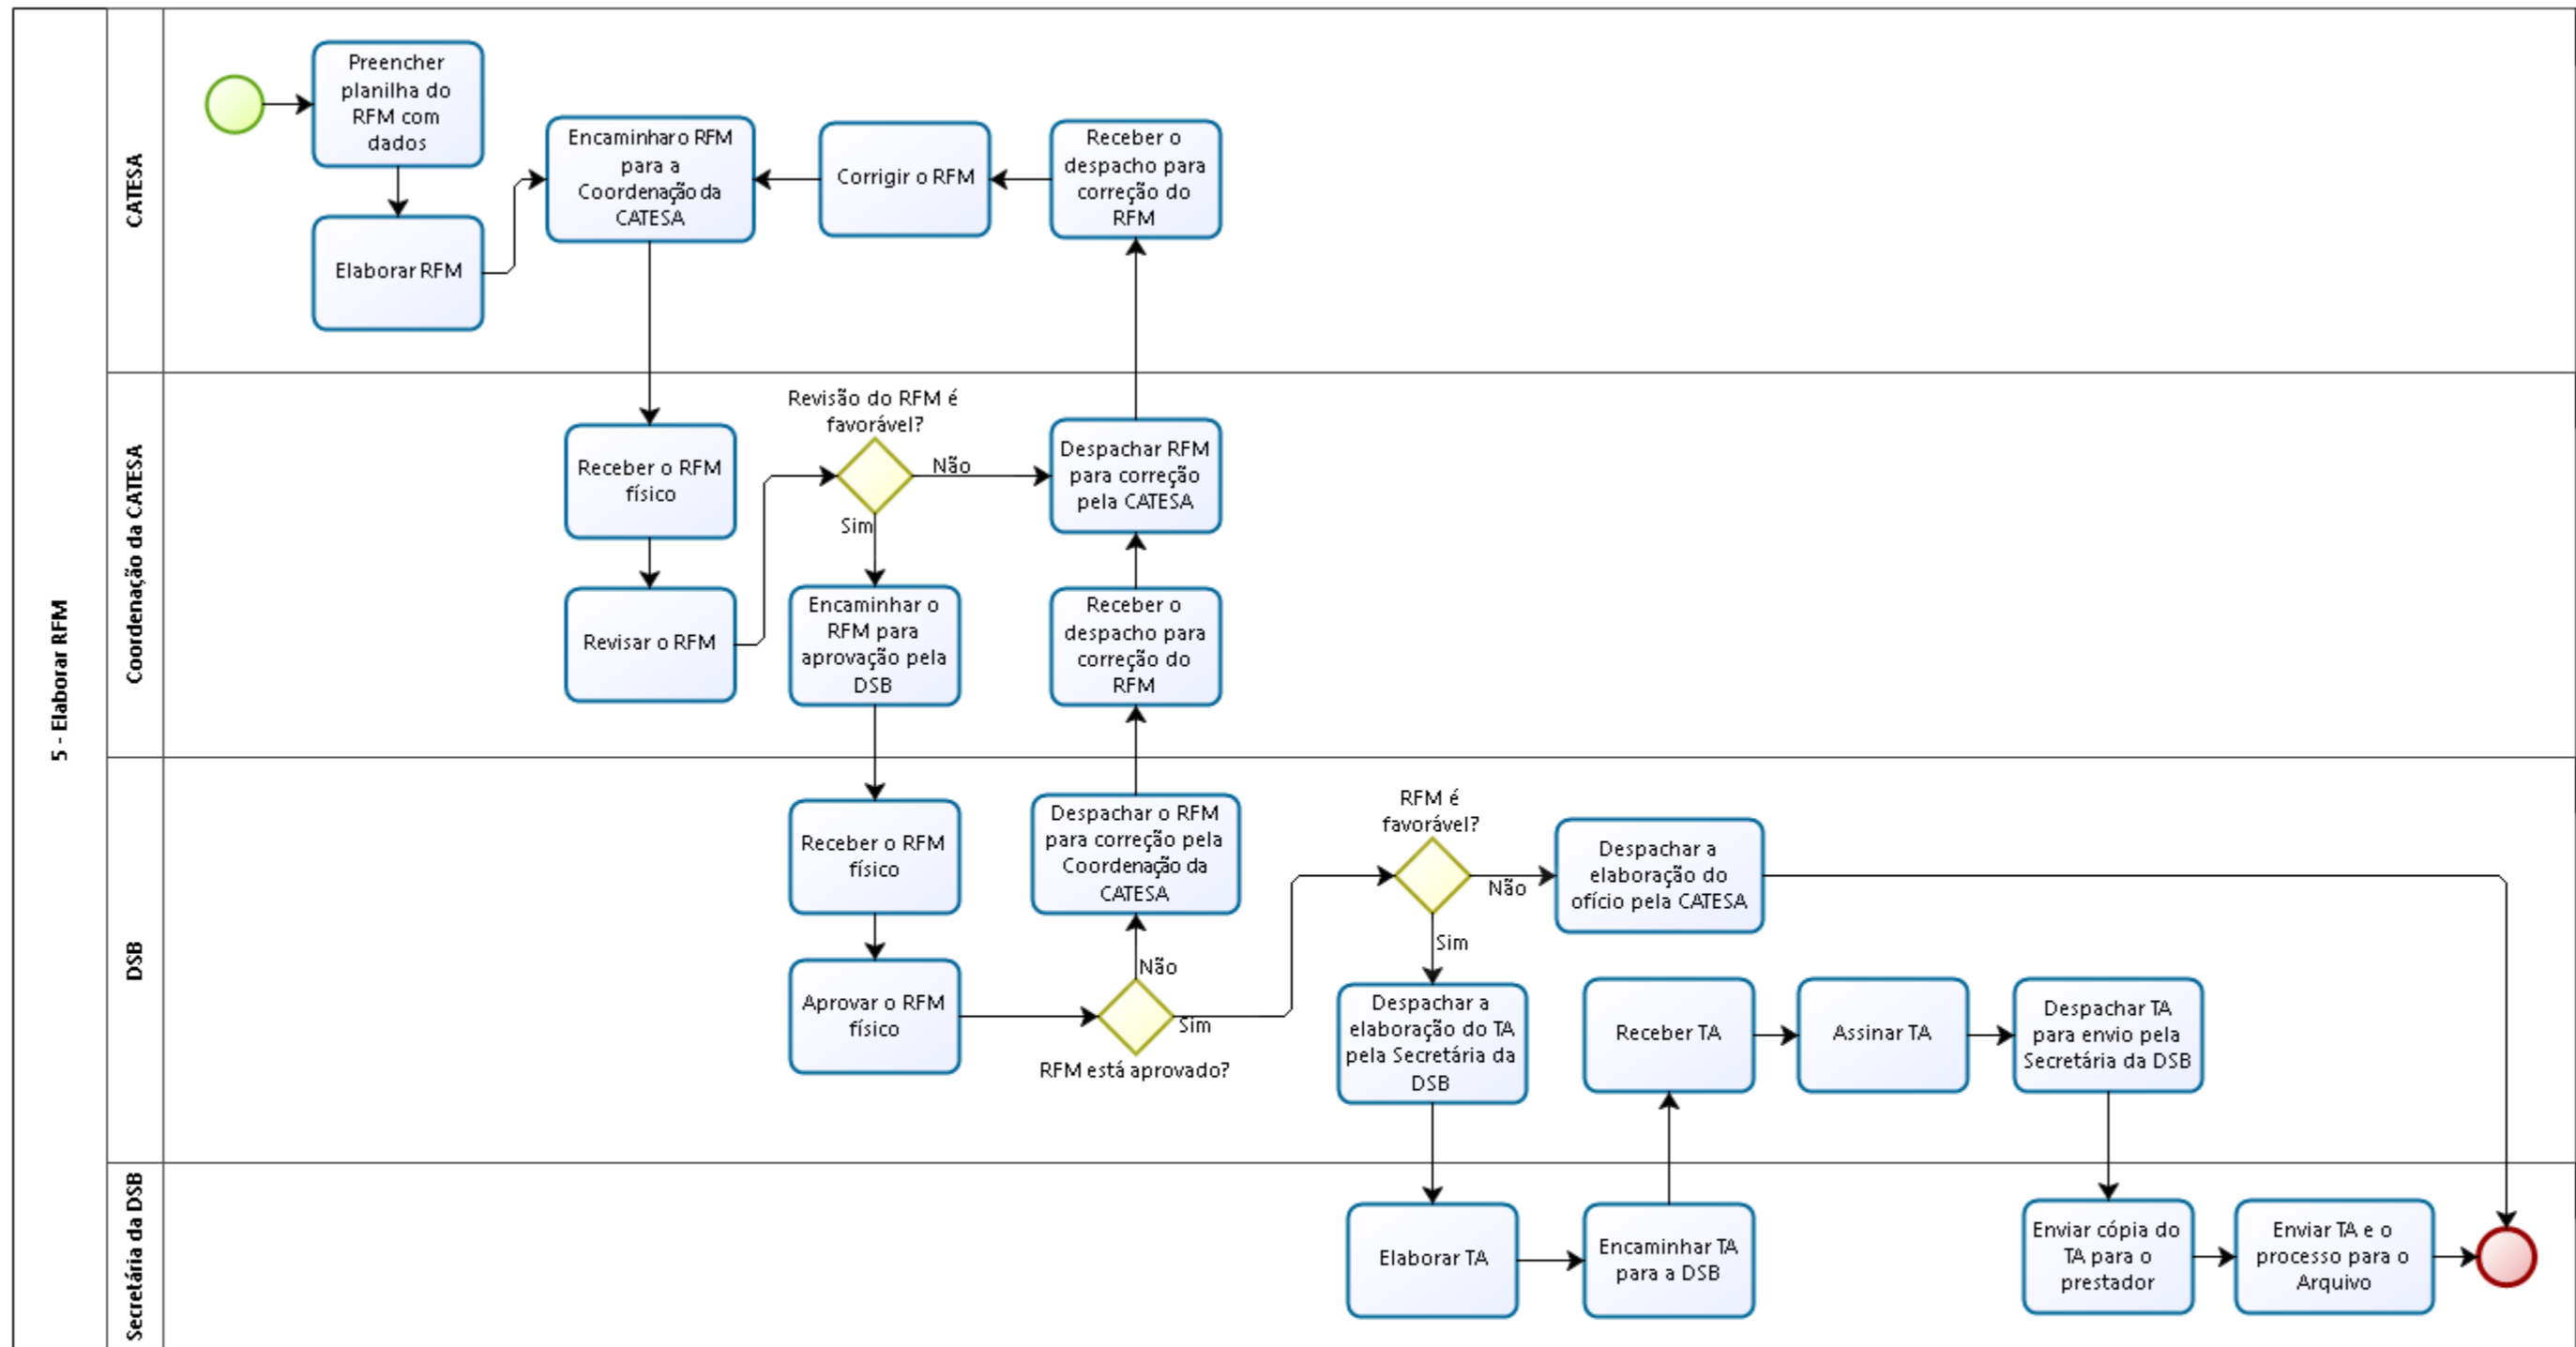 5 - Elaborar RFM
CATESA
Preencher
planilha do
RFM com
dados
Elaborar RFM
Encaminharo RFM
para a
Coordenação da
CATESA
Corrigir o RFM
Receber o
despacho para
correção do
RFM
Coordenação da CATESA
Receber o RFM
físico
Revisar o RFM
Revisão do RFM é
favorável?
Não
Sim
Encaminhar o
RFM para
aprovação pela
DSB
Despachar RFM
para correção
pela CATESA
Receber o
despacho para
correção do
RFM
DSB
Receber o RFM
físico
Aprovar o RFM
físico
Despachar o RFM
para correção pela
Coordenação da
CATESA
Não
Sim
RFM está aprovado?
RFM é
favorável?
Não
Sim
Despachar a
elaboração do
ofício pela CATESA
Despachar a
elaboração do TA
pela Secretária da
DSB
Receber TA
Assinar TA
Despachar TA
para envio pela
Secretária da DSB
Secretária da DSB
Elaborar TA
Encaminhar TA
para a DSB
Enviar cópia do
TA para o
prestador
Enviar TA e o
processo para o
Arquivo